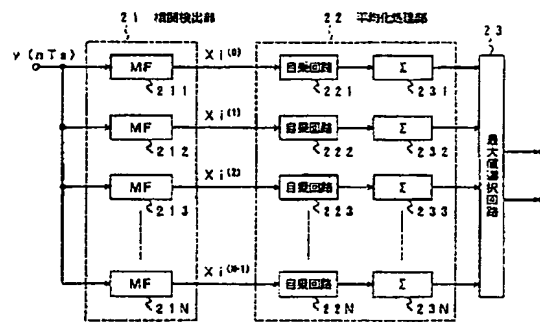 21 相関検出部
22 平均化処理部
23
y(nTs)
MF
Xi(0)
自乗回路
Σ
211
221
231
MF
Xi(1)
自乗回路
Σ
212
222
232
MF
Xi(2)
自乗回路
Σ
213
223
233
最大値選択回路
MF
Xi(N-1)
自乗回路
Σ
21N
22N
23N